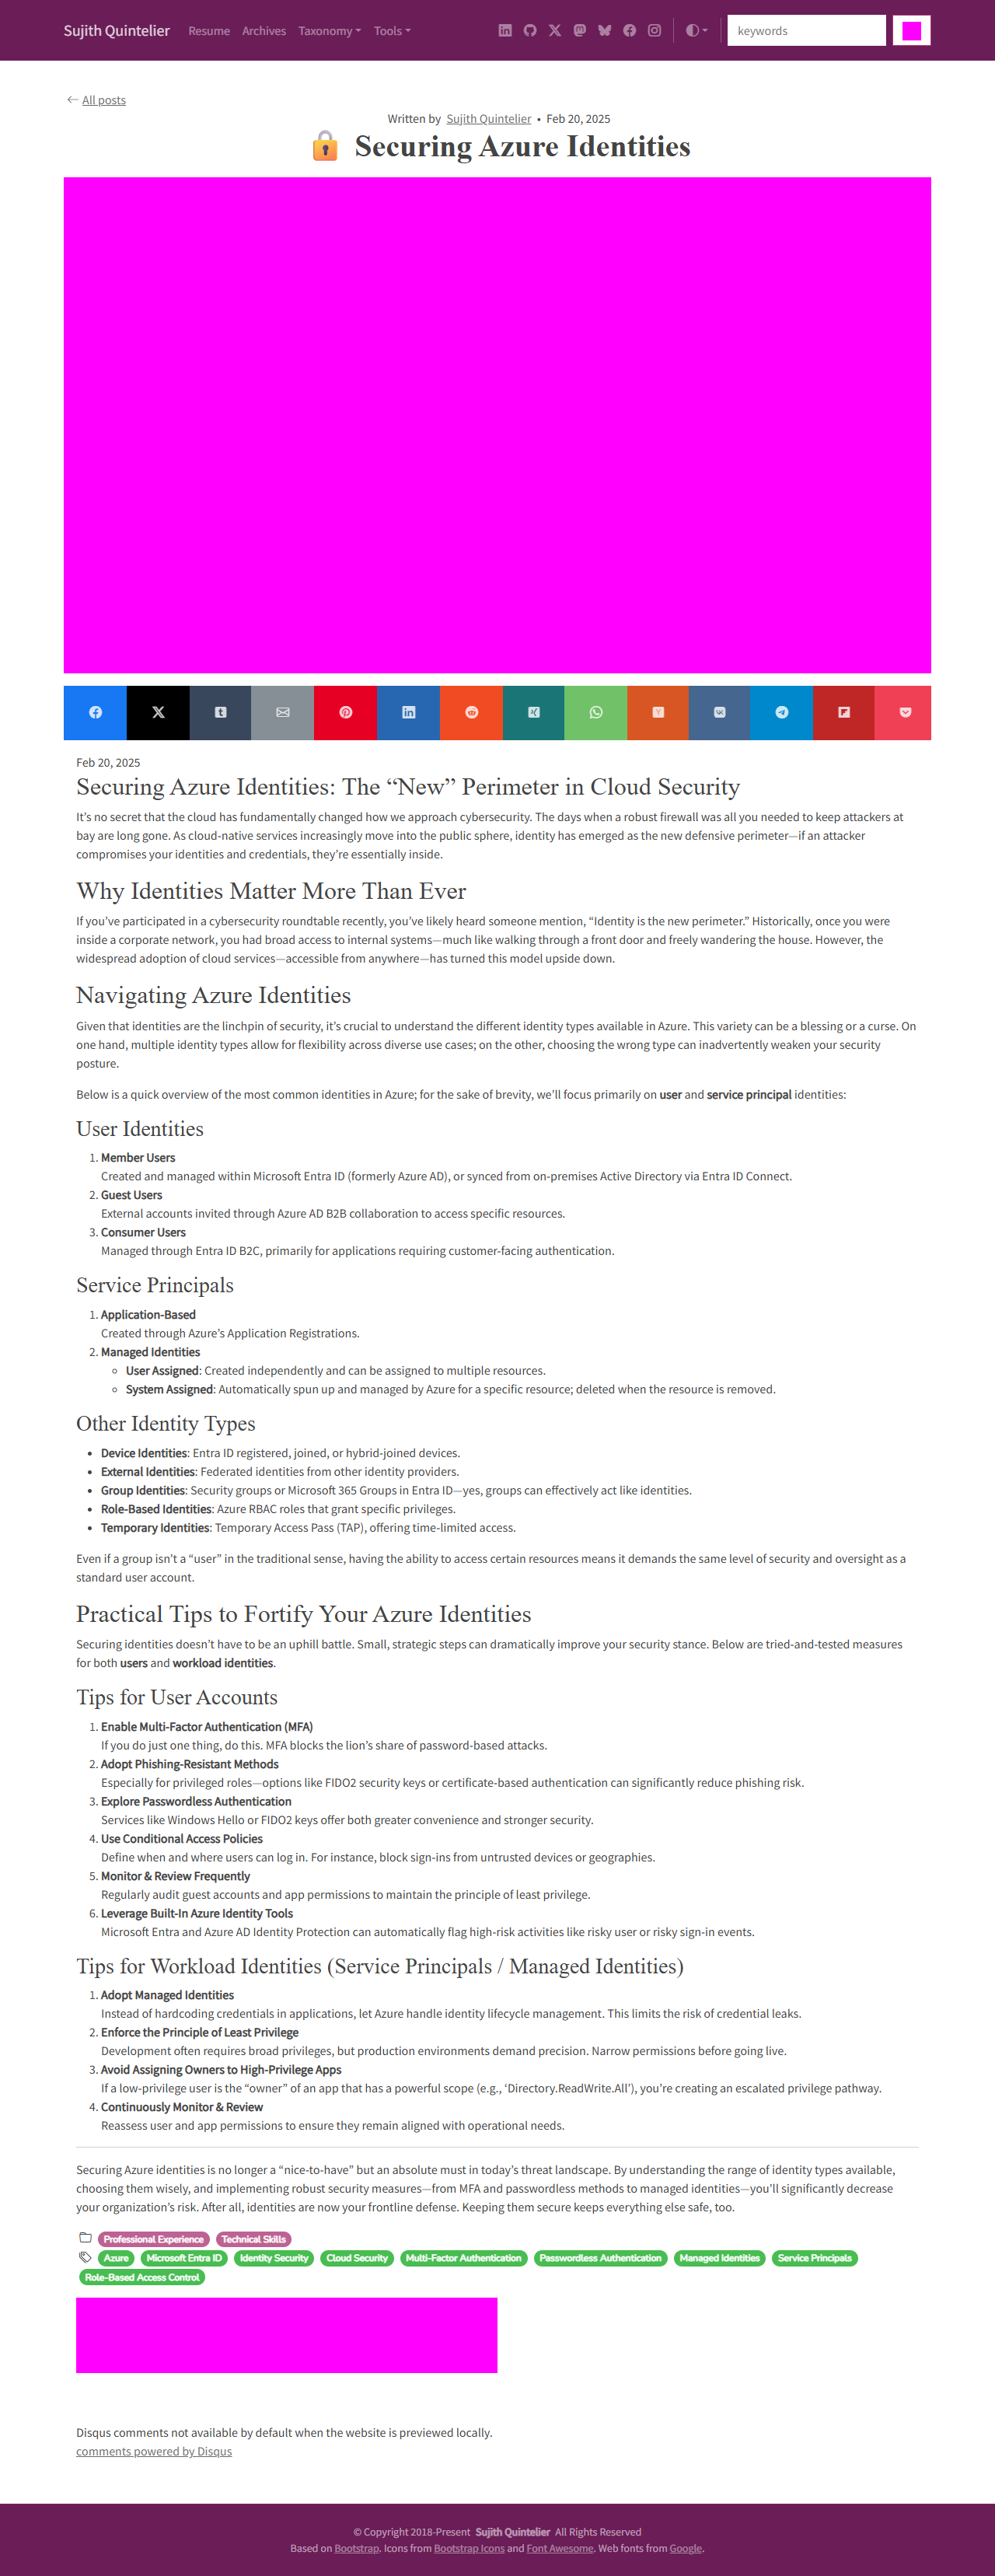 Sujith Quintelier Resume Archives Taxonomy Tools keywords
All posts
Written by Sujith Quintelier • Feb 20, 2025
🔒 Securing Azure Identities
Feb 20, 2025
Securing Azure Identities: The “New” Perimeter in Cloud Security
It’s no secret that the cloud has fundamentally changed how we approach cybersecurity. The days when a robust firewall was all you needed to keep attackers at
bay are long gone. As cloud-native services increasingly move into the public sphere, identity has emerged as the new defensive perimeter—if an attacker
compromises your identities and credentials, they’re essentially inside.
Why Identities Matter More Than Ever
If you’ve participated in a cybersecurity roundtable recently, you’ve likely heard someone mention, “Identity is the new perimeter.” Historically, once you were
inside a corporate network, you had broad access to internal systems—much like walking through a front door and freely wandering the house. However, the
widespread adoption of cloud services—accessible from anywhere—has turned this model upside down.
Navigating Azure Identities
Given that identities are the linchpin of security, it’s crucial to understand the different identity types available in Azure. This variety can be a blessing or a curse. On
one hand, multiple identity types allow for flexibility across diverse use cases; on the other, choosing the wrong type can inadvertently weaken your security
posture.
Below is a quick overview of the most common identities in Azure; for the sake of brevity, we’ll focus primarily on user and service principal identities:
User Identities
1. Member Users
Created and managed within Microsoft Entra ID (formerly Azure AD), or synced from on-premises Active Directory via Entra ID Connect.
2. Guest Users
External accounts invited through Azure AD B2B collaboration to access specific resources.
3. Consumer Users
Managed through Entra ID B2C, primarily for applications requiring customer-facing authentication.
Service Principals
1. Application-Based
Created through Azure’s Application Registrations.
2. Managed Identities
◦ User Assigned: Created independently and can be assigned to multiple resources.
◦ System Assigned: Automatically spun up and managed by Azure for a specific resource; deleted when the resource is removed.
Other Identity Types
• Device Identities: Entra ID registered, joined, or hybrid-joined devices.
• External Identities: Federated identities from other identity providers.
• Group Identities: Security groups or Microsoft 365 Groups in Entra ID—yes, groups can effectively act like identities.
• Role-Based Identities: Azure RBAC roles that grant specific privileges.
• Temporary Identities: Temporary Access Pass (TAP), offering time-limited access.
Even if a group isn’t a “user” in the traditional sense, having the ability to access certain resources means it demands the same level of security and oversight as a
standard user account.
Practical Tips to Fortify Your Azure Identities
Securing identities doesn’t have to be an uphill battle. Small, strategic steps can dramatically improve your security stance. Below are tried-and-tested measures
for both users and workload identities.
Tips for User Accounts
1. Enable Multi-Factor Authentication (MFA)
If you do just one thing, do this. MFA blocks the lion’s share of password-based attacks.
2. Adopt Phishing-Resistant Methods
Especially for privileged roles—options like FIDO2 security keys or certificate-based authentication can significantly reduce phishing risk.
3. Explore Passwordless Authentication
Services like Windows Hello or FIDO2 keys offer both greater convenience and stronger security.
4. Use Conditional Access Policies
Define when and where users can log in. For instance, block sign-ins from untrusted devices or geographies.
5. Monitor & Review Frequently
Regularly audit guest accounts and app permissions to maintain the principle of least privilege.
6. Leverage Built-In Azure Identity Tools
Microsoft Entra and Azure AD Identity Protection can automatically flag high-risk activities like risky user or risky sign-in events.
Tips for Workload Identities (Service Principals / Managed Identities)
1. Adopt Managed Identities
Instead of hardcoding credentials in applications, let Azure handle identity lifecycle management. This limits the risk of credential leaks.
2. Enforce the Principle of Least Privilege
Development often requires broad privileges, but production environments demand precision. Narrow permissions before going live.
3. Avoid Assigning Owners to High-Privilege Apps
If a low-privilege user is the “owner” of an app that has a powerful scope (e.g., ‘Directory.ReadWrite.All’), you’re creating an escalated privilege pathway.
4. Continuously Monitor & Review
Reassess user and app permissions to ensure they remain aligned with operational needs.
Securing Azure identities is no longer a “nice-to-have” but an absolute must in today’s threat landscape. By understanding the range of identity types available,
choosing them wisely, and implementing robust security measures—from MFA and passwordless methods to managed identities—you’ll significantly decrease
your organization’s risk. After all, identities are now your frontline defense. Keeping them secure keeps everything else safe, too.
Professional Experience Technical Skills
Azure Microsoft Entra ID Identity Security Cloud Security Multi-Factor Authentication Passwordless Authentication Managed Identities Service Principals
Role-Based Access Control
Disqus comments not available by default when the website is previewed locally.
comments powered by Disqus
© Copyright 2018-Present Sujith Quintelier All Rights Reserved
Based on Bootstrap. Icons from Bootstrap Icons and Font Awesome. Web fonts from Google.